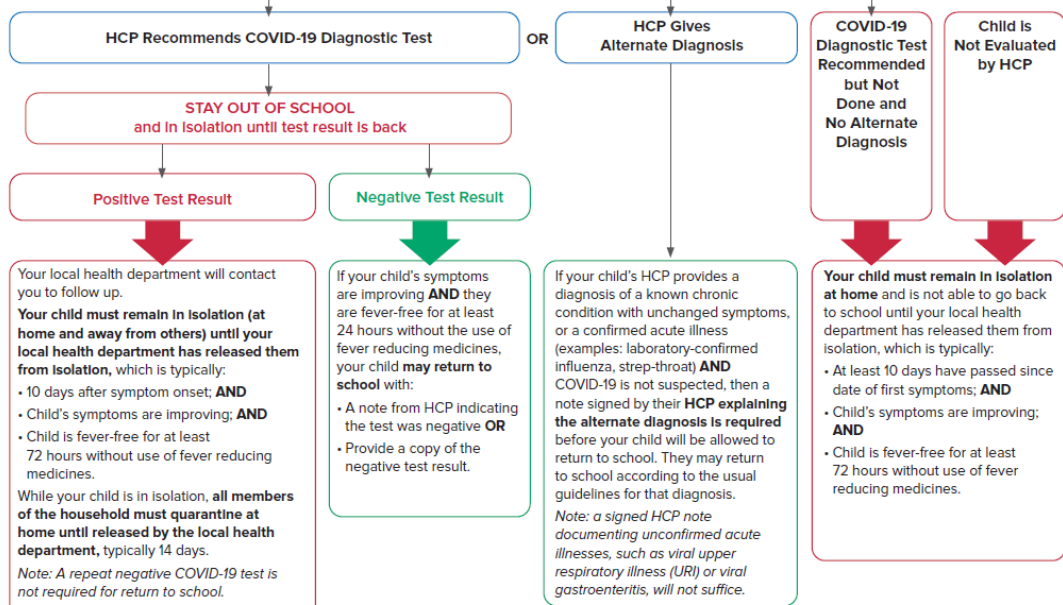 HCP Recommends COVID-19 Diagnostic Test
OR
HCP Gives
Alternate Diagnosis
COVID-19
Diagnostic Test
Recommended
but Not
Done and
No Alternate
Diagnosis
Child is
Not Evaluated
by HCP
STAY OUT OF SCHOOL
and in isolation until test result is back
Positive Test Result
Negative Test Result
Your local health department will contact
you to follow up.
Your child must remain in isolation (at
home and away from others) until your
local health department has released them
from isolation, which is typically:
• 10 days after symptom onset; AND
• Child's symptoms are improving; AND
• Child is fever-free for at least
72 hours without use of fever reducing
medicines.
While your child is in isolation, all members
of the household must quarantine at
home until released by the local health
department, typically 14 days.
Note: A repeat negative COVID-19 test is
not required for return to school.
If your child's symptoms
are improving AND they
are fever-free for at least
24 hours without the use of
fever reducing medicines,
your child may return to
school with:
• A note from HCP indicating
the test was negative OR
• Provide a copy of the
negative test result.
If your child's HCP provides a
diagnosis of a known chronic
condition with unchanged symptoms,
or a confirmed acute illness
(examples: laboratory-confirmed
influenza, strep-throat) AND
COVID-19 is not suspected, then a
note signed by their HCP explaining
the alternate diagnosis is required
before your child will be allowed to
return to school. They may return
to school according to the usual
guidelines for that diagnosis.
Note: a signed HCP note
documenting unconfirmed acute
illnesses, such as viral upper
respiratory illness (URI) or viral
gastroenteritis, will not suffice.
Your child must remain in isolation
at home and is not able to go back
to school until your local health
department has released them from
isolation, which is typically:
• At least 10 days have passed since
date of first symptoms; AND
• Child's symptoms are improving;
AND
• Child is fever-free for at least
72 hours without use of fever
reducing medicines.